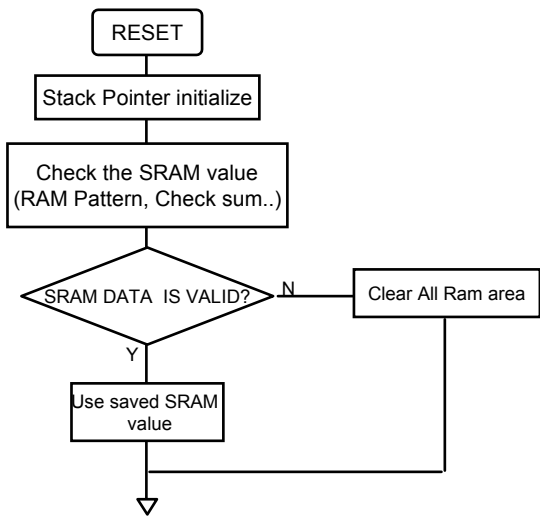 RESET
Stack Pointer initialize
Check the SRAM value
(RAM Pattern, Check sum..)
SRAM DATA IS VALID?
N
Clear All Ram area
Y
Use saved SRAM
value